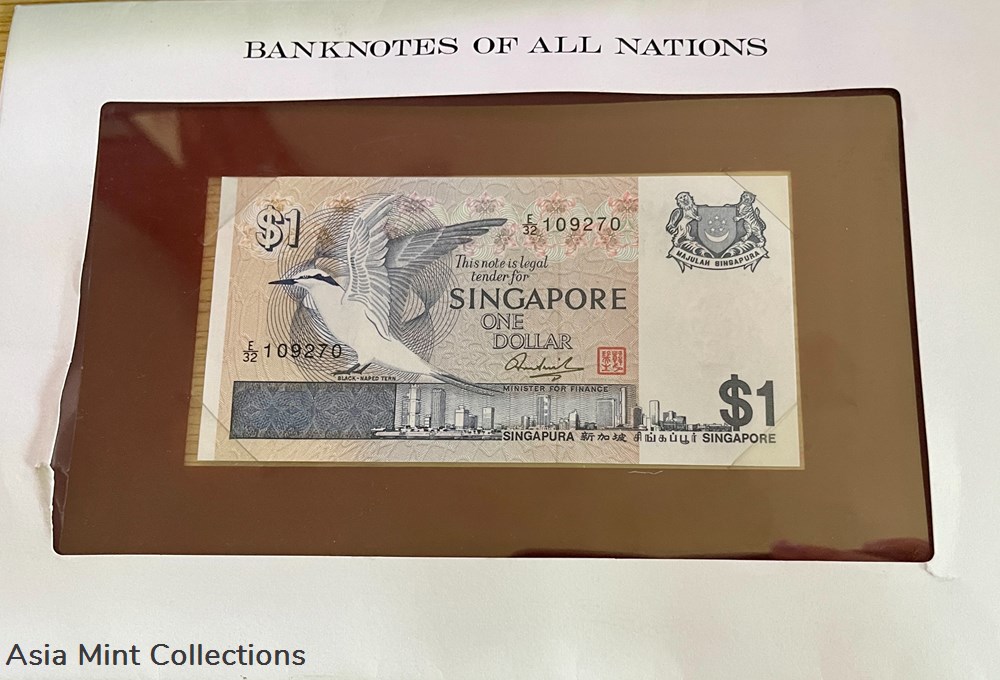 BANKNOTES OF ALL NATIONS
$1
E/32 109270
MAJULAH SINGAPURA
This note is legal
tender for
SINGAPORE
ONE
DOLLAR
E/32 109270
BLACK-NAPED TERN
MINISTER FOR FINANCE
$1
SINGAPURA 新加坡 சிங்கப்பூர் SINGAPORE
Asia Mint Collections